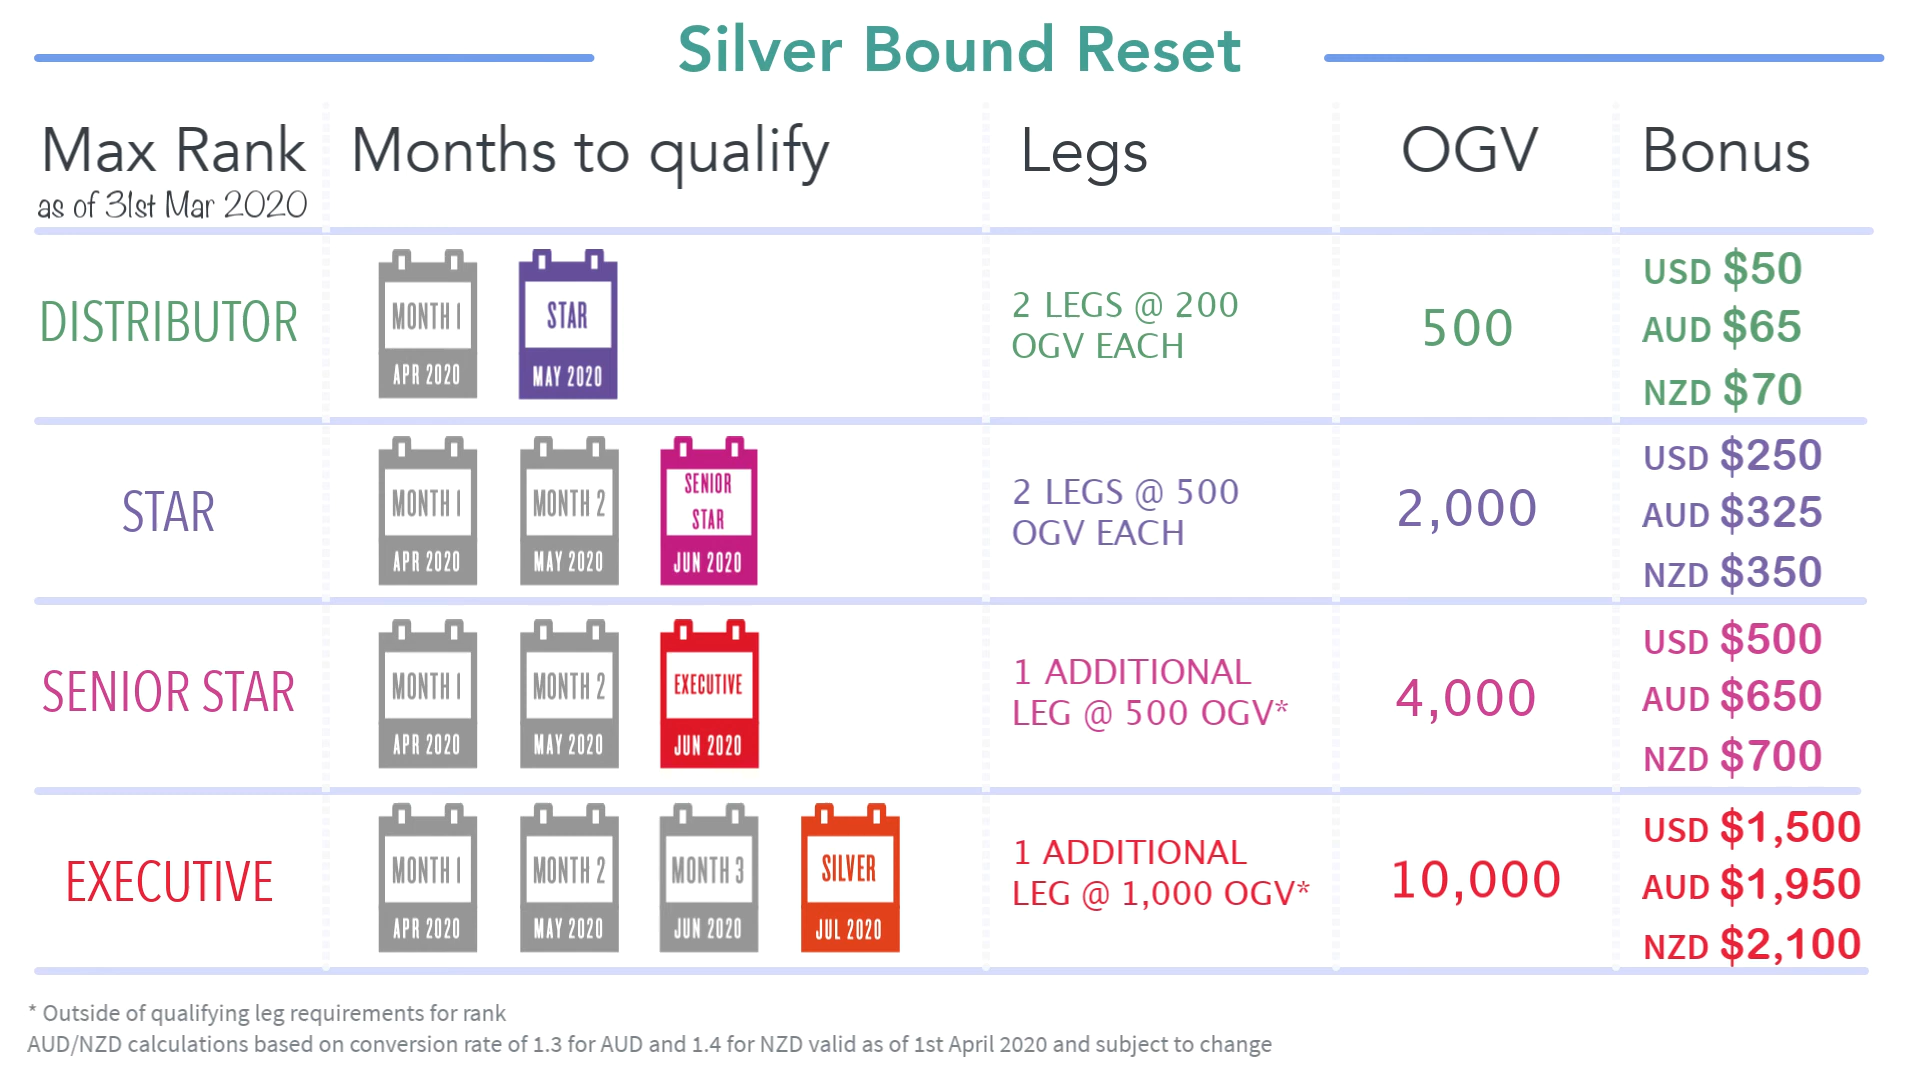 Silver Bound Reset
Max Rank
as of 31st Mar 2020
Months to qualify
Legs
OGV
Bonus
DISTRIBUTOR
MONTH 1
APR 2020
STAR
MAY 2020
2 LEGS @ 200
OGV EACH
500
USD $50
AUD $65
NZD $70
STAR
MONTH 1
APR 2020
MONTH 2
MAY 2020
SENIOR
STAR
JUN 2020
2 LEGS @ 500
OGV EACH
2,000
USD $250
AUD $325
NZD $350
SENIOR STAR
MONTH 1
APR 2020
MONTH 2
MAY 2020
EXECUTIVE
JUN 2020
1 ADDITIONAL
LEG @ 500 OGV*
4,000
USD $500
AUD $650
NZD $700
EXECUTIVE
MONTH 1
APR 2020
MONTH 2
MAY 2020
MONTH 3
JUN 2020
SILVER
JUL 2020
1 ADDITIONAL
LEG @ 1,000 OGV*
10,000
USD $1,500
AUD $1,950
NZD $2,100
* Outside of qualifying leg requirements for rank
AUD/NZD calculations based on conversion rate of 1.3 for AUD and 1.4 for NZD valid as of 1st April 2020 and subject to change